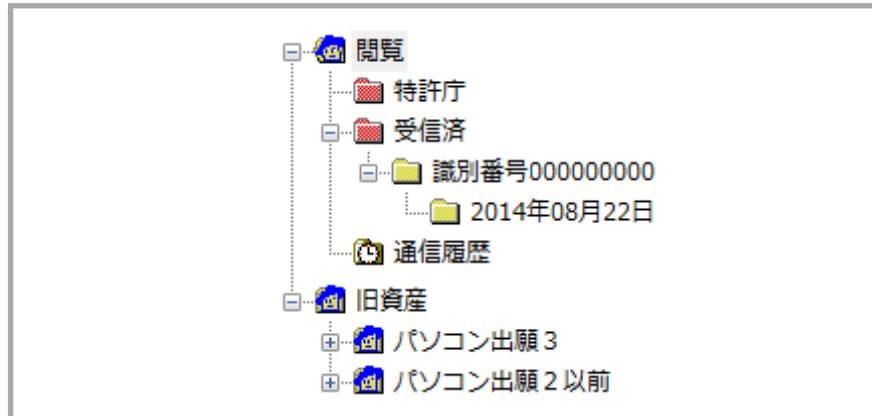 閲覧
特許庁
受信済
識別番号000000000
2014年08月22日
通信履歴
旧資産
パソコン出願３
パソコン出願２以前